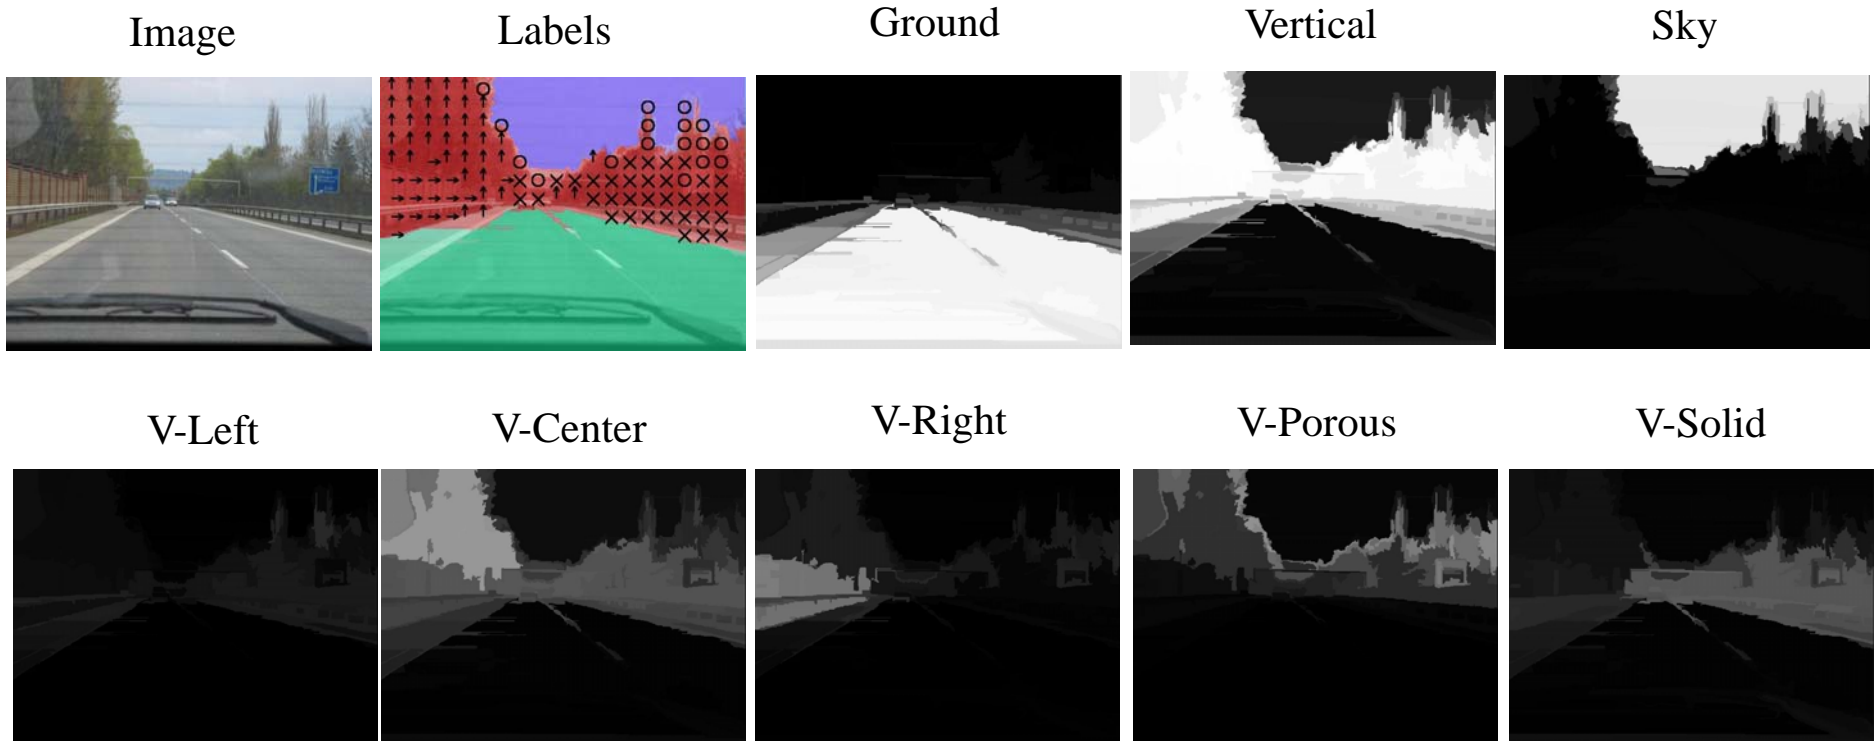 Image
Labels
Ground
Vertical
Sky
V-Left
V-Center
V-Right
V-Porous
V-Solid